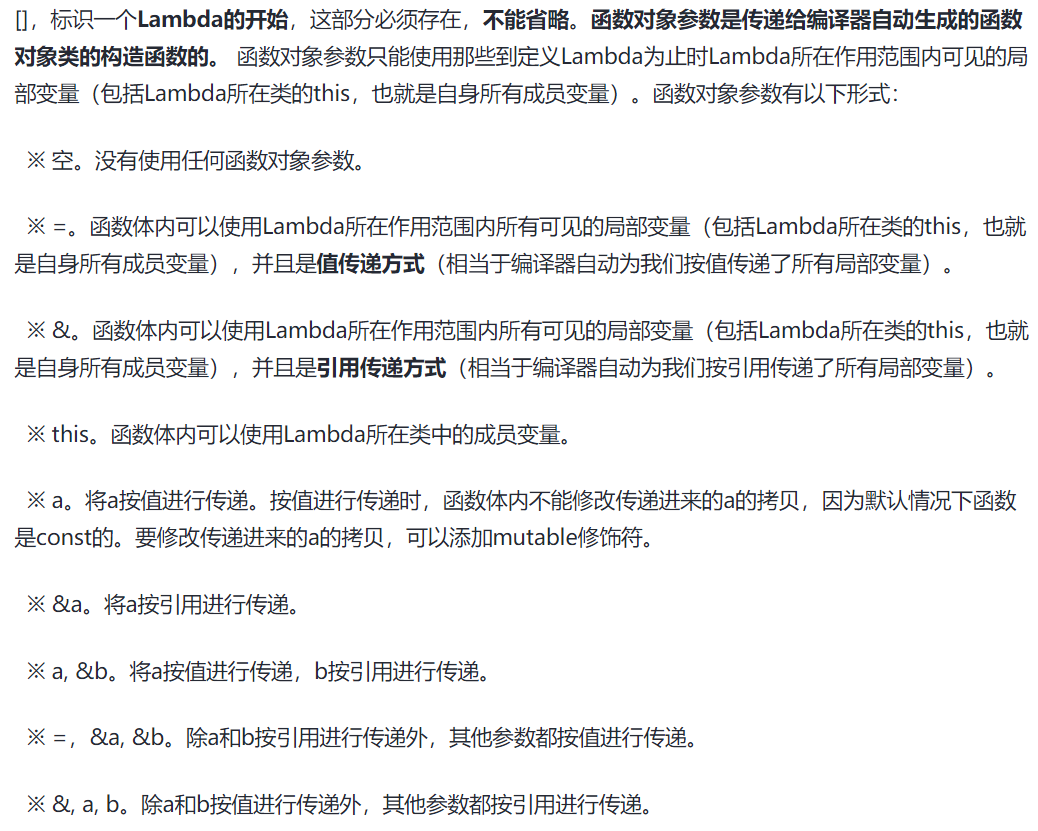 []，标识一个Lambda的开始，这部分必须存在，不能省略。函数对象参数是传递给编译器自动生成的函数
对象类的构造函数的。 函数对象参数只能使用那些到定义Lambda为止时Lambda所在作用范围内可见的局
部变量（包括Lambda所在类的this，也就是自身所有成员变量）。函数对象参数有以下形式：
※ 空。没有使用任何函数对象参数。
※ =。函数体内可以使用Lambda所在作用范围内所有可见的局部变量（包括Lambda所在类的this，也就
是自身所有成员变量），并且是值传递方式（相当于编译器自动为我们按值传递了所有局部变量）。
※ &。函数体内可以使用Lambda所在作用范围内所有可见的局部变量（包括Lambda所在类的this，也就
是自身所有成员变量），并且是引用传递方式（相当于编译器自动为我们按引用传递了所有局部变量）。
※ this。函数体内可以使用Lambda所在类中的成员变量。
※ a。将a按值进行传递。按值进行传递时，函数体内不能修改传递进来的a的拷贝，因为默认情况下函数
是const的。要修改传递进来的a的拷贝，可以添加mutable修饰符。
※ &a。将a按引用进行传递。
※ a, &b。将a按值进行传递，b按引用进行传递。
※ =，&a, &b。除a和b按引用进行传递外，其他参数都按值进行传递。
※ &, a, b。除a和b按值进行传递外，其他参数都按引用进行传递。